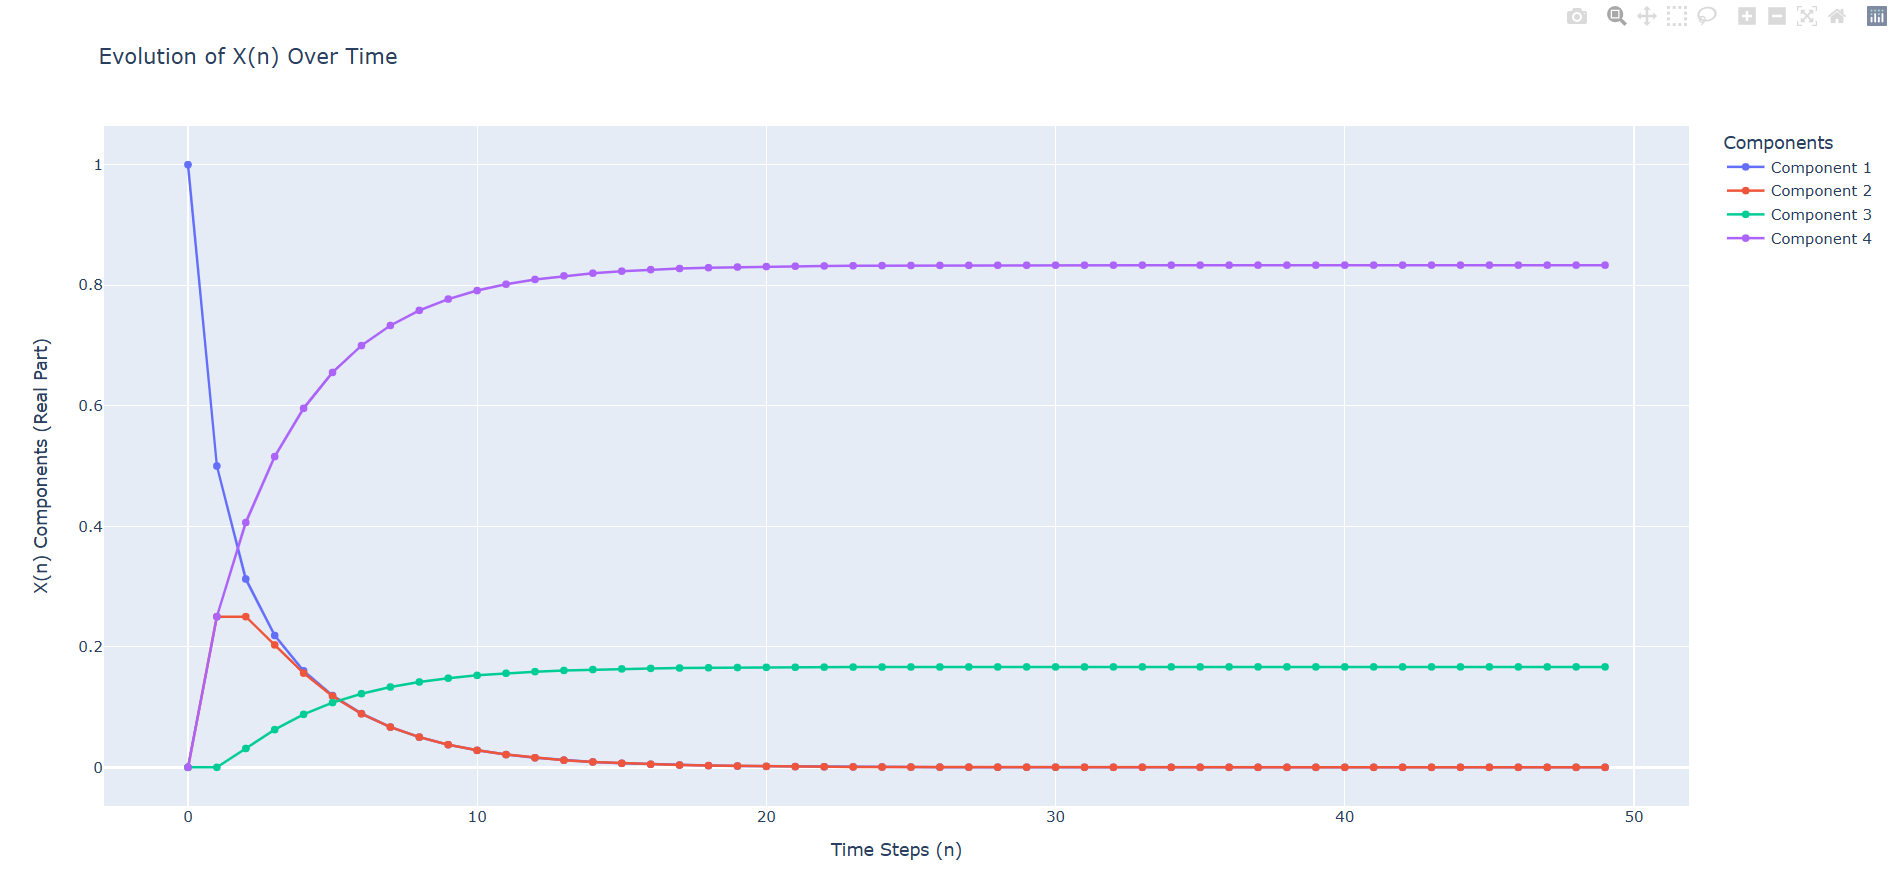 Evolution of X(n) Over Time
Components
Component 1
Component 2
Component 3
Component 4
X(n) Components (Real Part)
1
0.8
0.6
0.4
0.2
0
0 10 20 30 40 50
Time Steps (n)